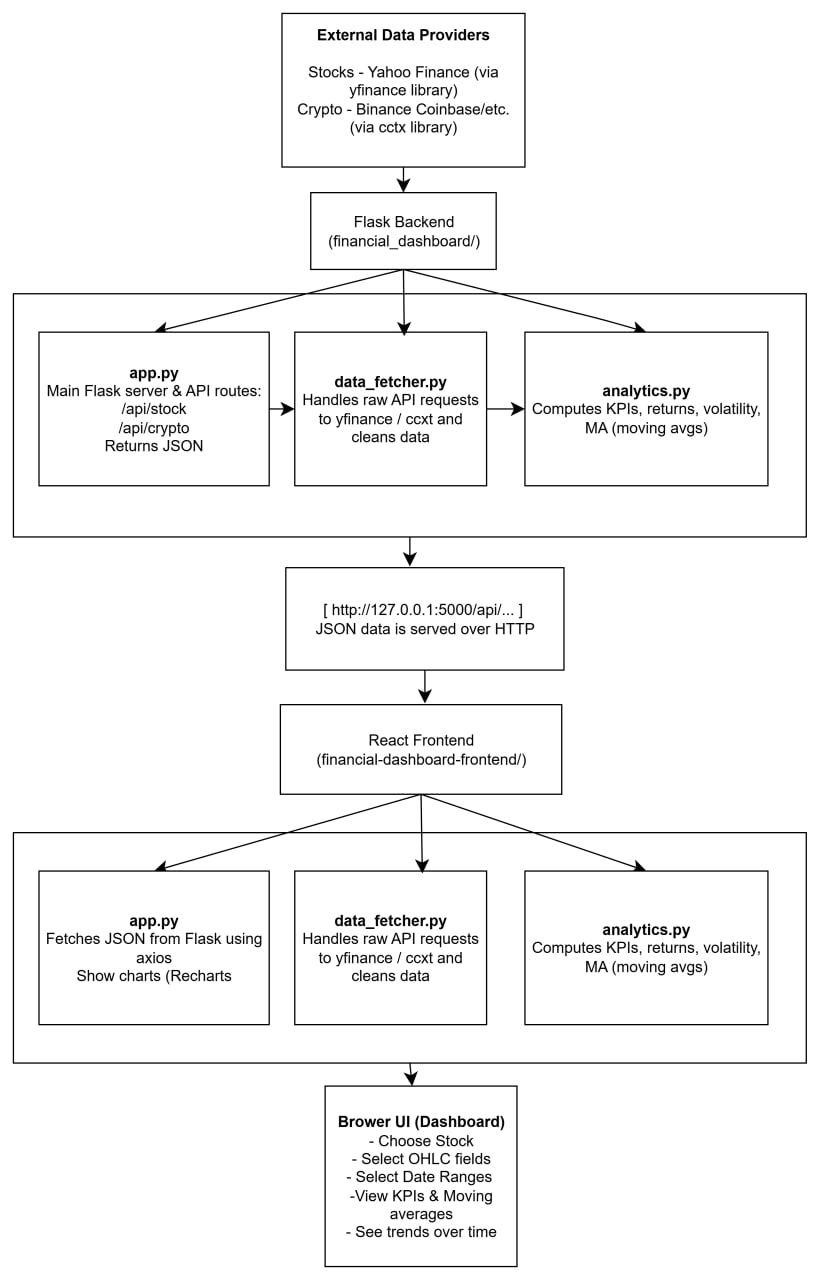 External Data Providers
Stocks - Yahoo Finance (via
yfinance library)
Crypto - Binance Coinbase/etc.
(via cctx library)
Flask Backend
(financial_dashboard/)
app.py
Main Flask server & API routes:
/api/stock
/api/crypto
Returns JSON
data_fetcher.py
Handles raw API requests
to yfinance / ccxt and
cleans data
analytics.py
Computes KPIs, returns, volatility,
MA (moving avgs)
[ http://127.0.0.1:5000/api/... ]
JSON data is served over HTTP
React Frontend
(financial-dashboard-frontend/)
app.py
Fetches JSON from Flask using
axios
Show charts (Recharts
data_fetcher.py
Handles raw API requests
to yfinance / ccxt and
cleans data
analytics.py
Computes KPIs, returns, volatility,
MA (moving avgs)
Brower UI (Dashboard)
- Choose Stock
- Select OHLC fields
- Select Date Ranges
-View KPIs & Moving
averages
- See trends over time